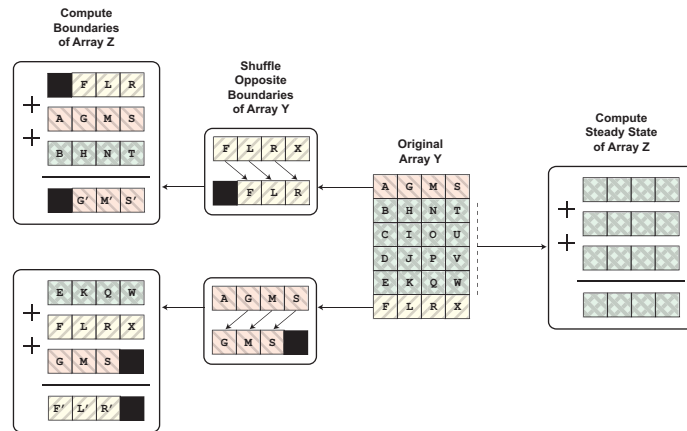 Compute
Boundaries
of Array Z
F L R
+
A G M S
+
B H N T
G' M' S'
Shuffle
Opposite
Boundaries
of Array Y
F L R X
F L R
Original
Array Y
A G M S
B H N T
C I O U
D J P V
E K Q W
F L R X
Compute
Steady State
of Array Z
+
+
E K Q W
+
F L R X
+
G M S
F' L' R'
A G M S
G M S